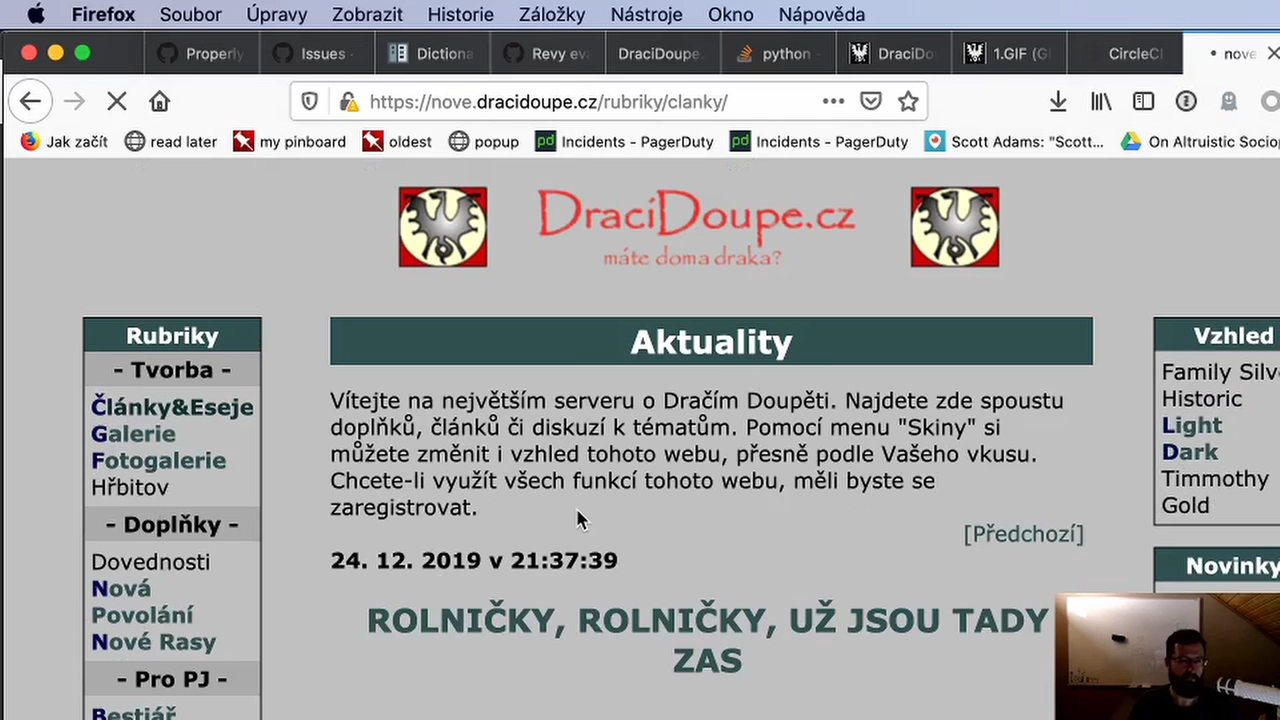 Firefox Soubor Úpravy Zobrazit Historie Záložky Nástroje Okno Nápověda
Properly Issues - Dictiona Revy eva DraciDoupe. python - DraciDo 1.GIF (G CircleCI • nove
https://nove.dracidoupe.cz/rubriky/clanky/
Jak začít read later my pinboard oldest popup Incidents - PagerDuty Incidents - PagerDuty Scott Adams: "Scott... On Altruistic Sociop
DraciDoupe.cz
máte doma draka?
Rubriky
- Tvorba -
Články&Eseje
Galerie
Fotogalerie
Hřbitov
- Doplňky -
Dovednosti
Nová
Povolání
Nové Rasy
- Pro PJ -
Bestiář
Aktuality
Vítejte na největším serveru o Dračím Doupěti. Najdete zde spoustu
doplňků, článků či diskuzí k tématům. Pomocí menu "Skiny" si
můžete změnit i vzhled tohoto webu, přesně podle Vašeho vkusu.
Chcete-li využít všech funkcí tohoto webu, měli byste se
zaregistrovat.
[Předchozí]
24. 12. 2019 v 21:37:39
ROLNIČKY, ROLNIČKY, UŽ JSOU TADY
ZAS
Vzhled
Family Silv
Historic
Light
Dark
Timmothy
Gold
Novinky